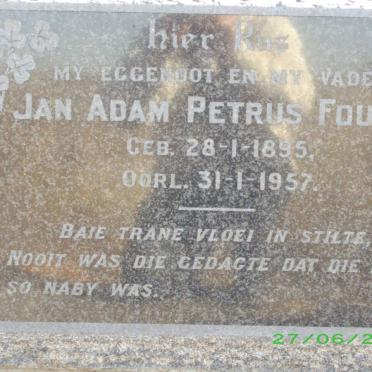 hier Rus
MY EGGENOOT EN MY VADE
JAN ADAM PETRUS FOU
GEB. 28-1-1895.
OORL. 31-1-1957.
BAIE TRANE VLOEI IN STILTE,
NOOIT WAS DIE GEDAGTE DAT DIE
SO NABY WAS.
27/06/2